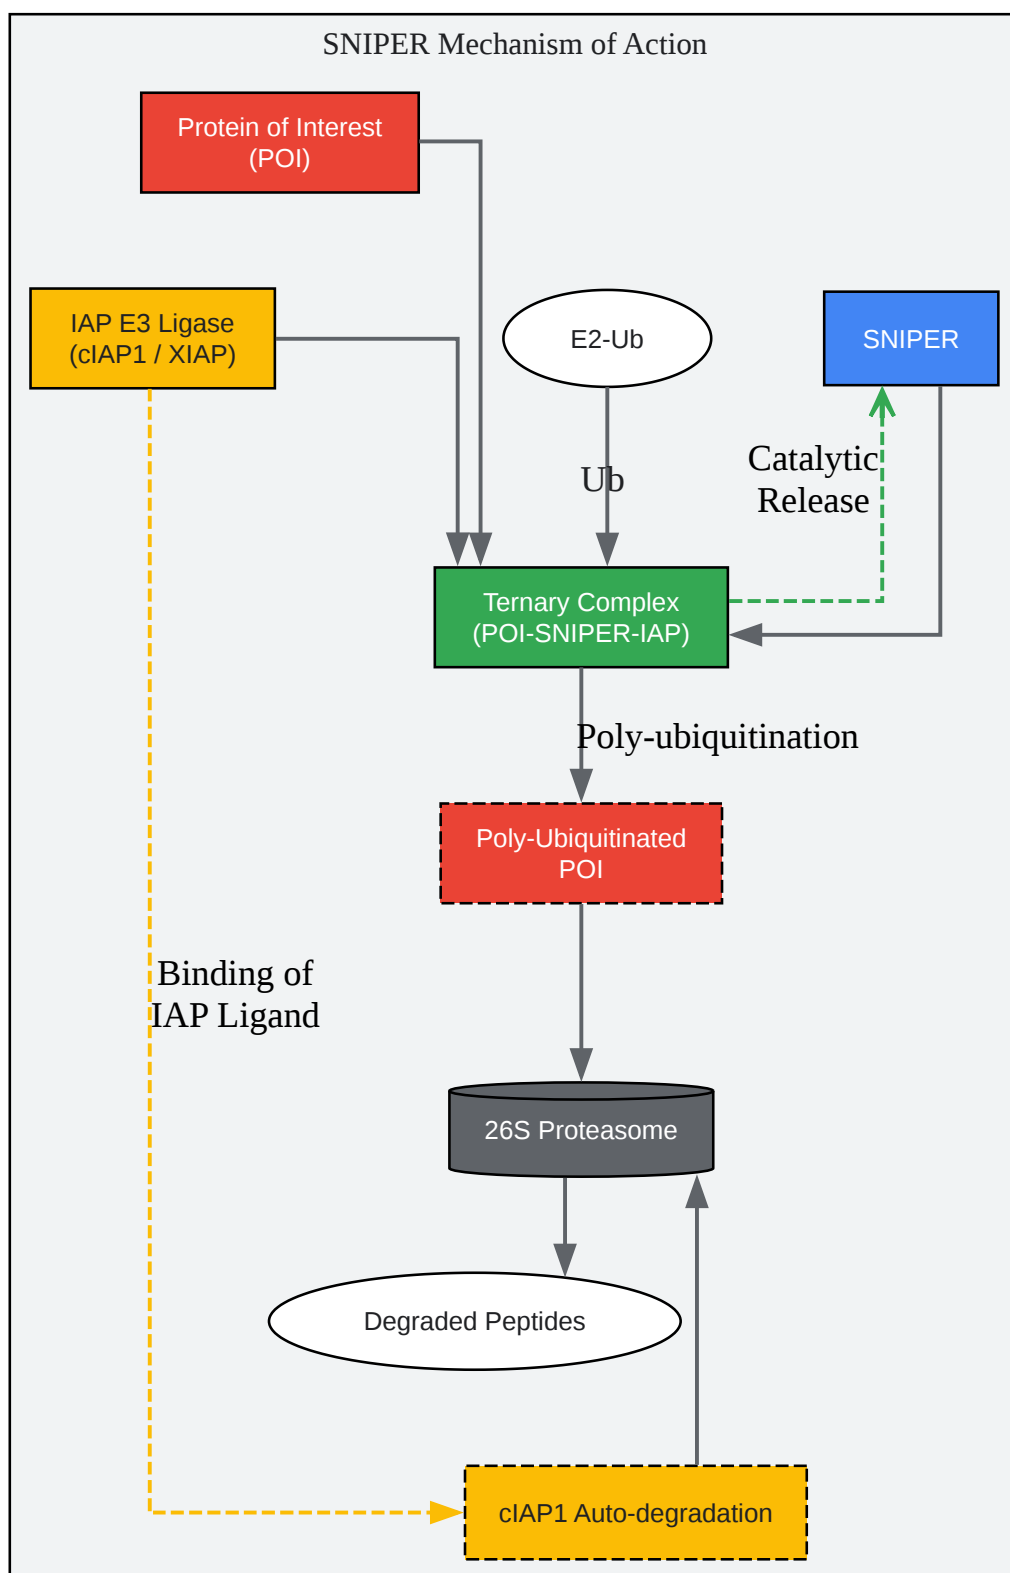 SNIPER Mechanism of Action
Protein of Interest
(POI)
IAP E3 Ligase
(cIAP1 / XIAP)
E2-Ub
SNIPER
Catalytic
Release
Ub
Ternary Complex
(POI-SNIPER-IAP)
Poly-ubiquitination
Poly-Ubiquitinated
POI
Binding of
IAP Ligand
26S Proteasome
Degraded Peptides
cIAP1 Auto-degradation